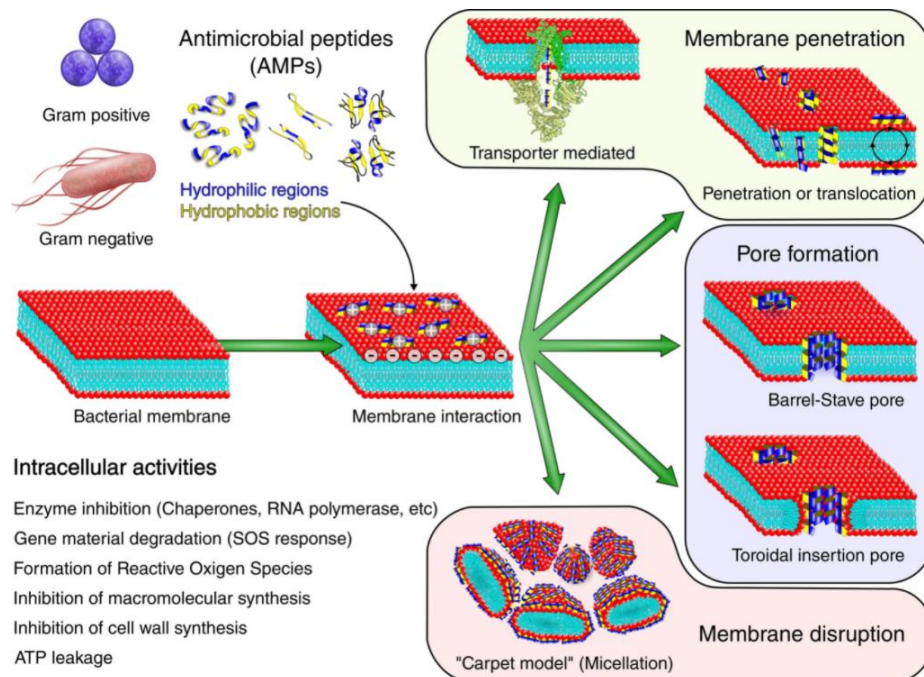 Gram positive
Gram negative
Antimicrobial peptides
(AMPs)
Hydrophilic regions
Hydrophobic regions
Bacterial membrane
Membrane interaction
Transporter mediated
Membrane penetration
Penetration or translocation
Pore formation
Barrel-Stave pore
Toroidal insertion pore
Membrane disruption
"Carpet model" (Micellation)
Intracellular activities
Enzyme inhibition (Chaperones, RNA polymerase, etc)
Gene material degradation (SOS response)
Formation of Reactive Oxigen Species
Inhibition of macromolecular synthesis
Inhibition of cell wall synthesis
ATP leakage